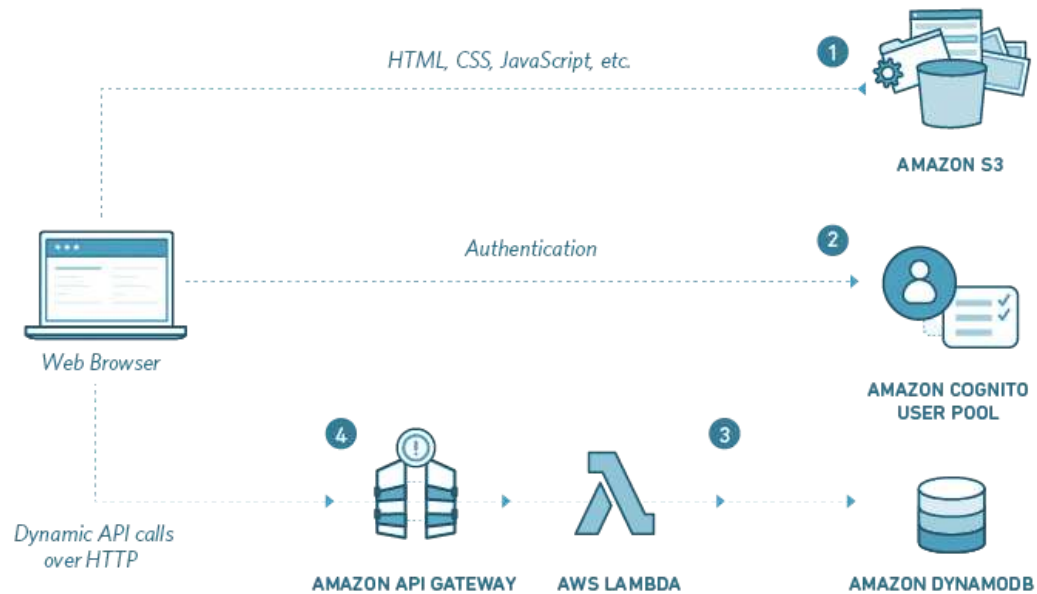 HTML, CSS, JavaScript, etc.
1
AMAZON S3
Authentication
2
Web Browser
AMAZON COGNITO
USER POOL
4
3
!
Dynamic API calls
over HTTP
AMAZON API GATEWAY
AWS LAMBDA
AMAZON DYNAMODB